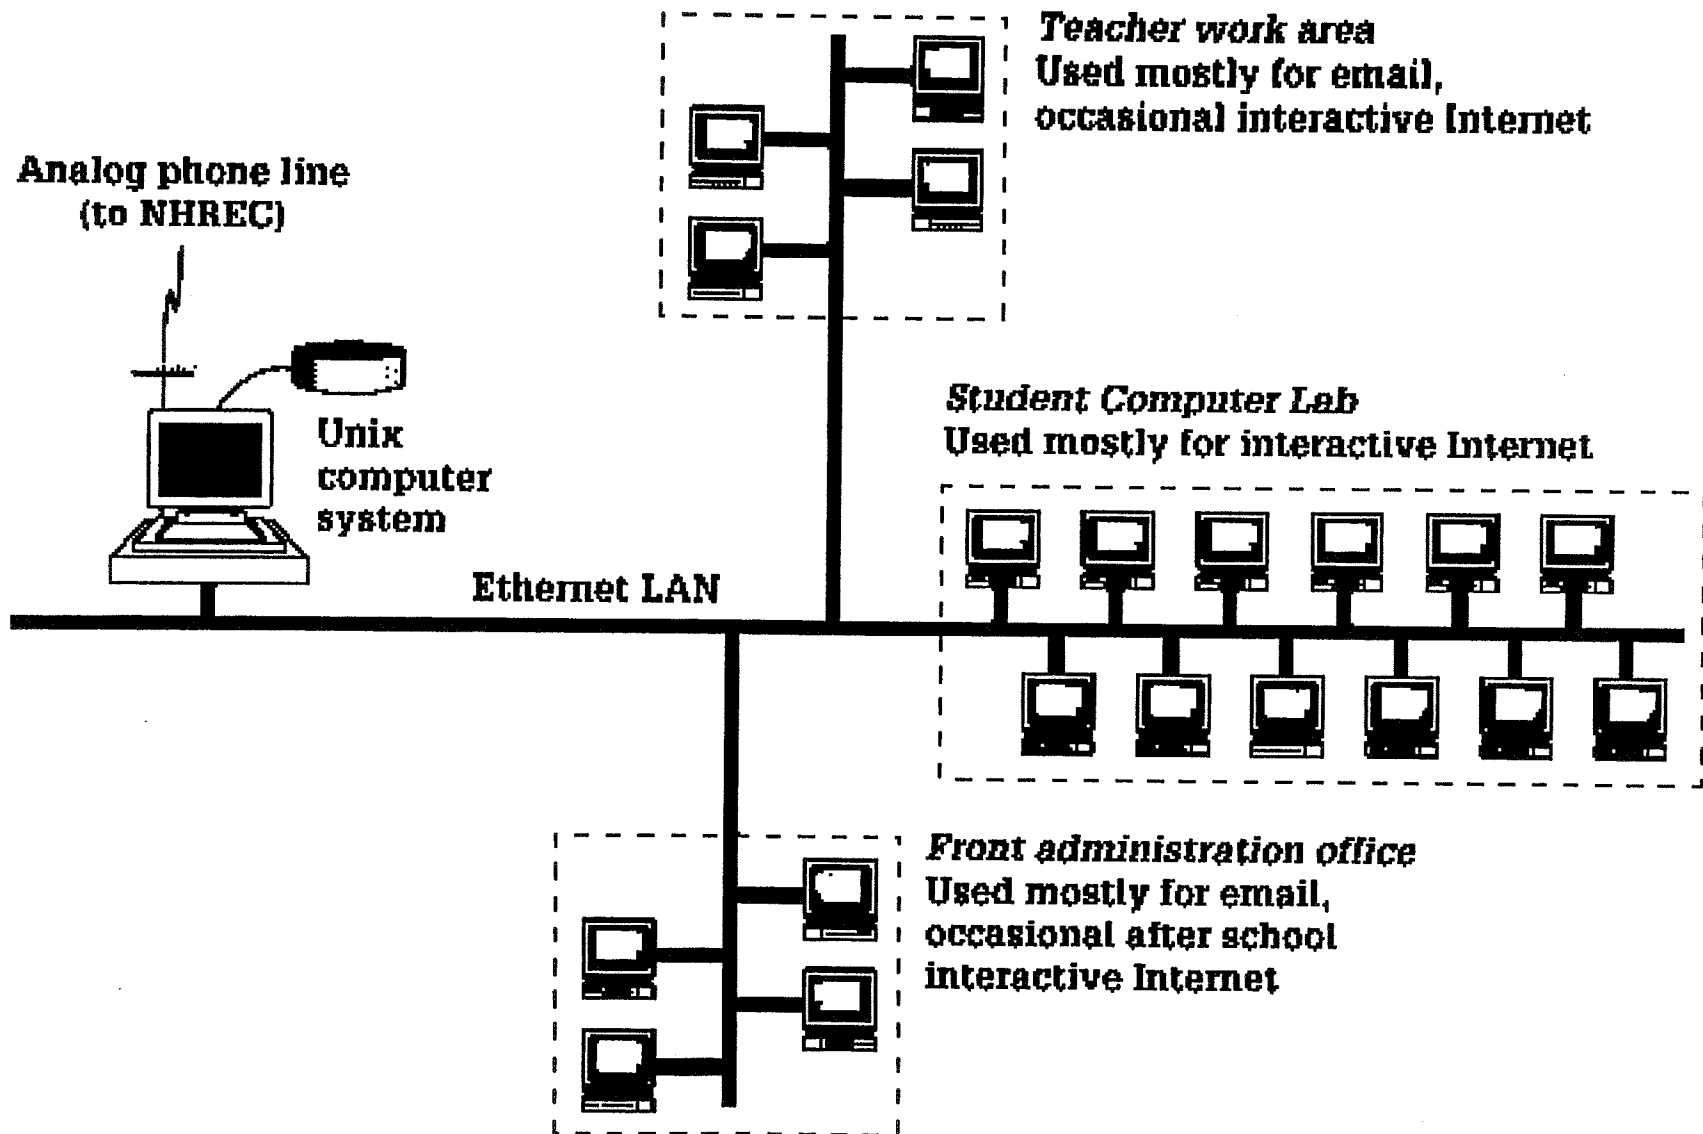 Teacher work area
Used mostly for email,
occasional interactive Internet
Analog phone line
(to NHREC)
Unix
computer
system
Student Computer Lab
Used mostly for interactive Internet
Ethernet LAN
Front administration office
Used mostly for email,
occasional after school
interactive Internet